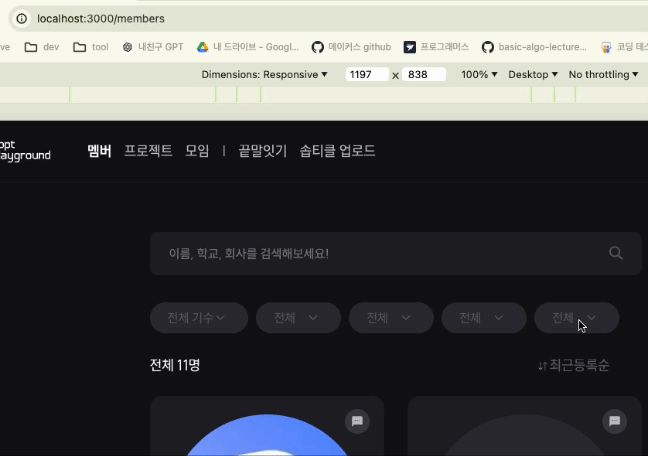 localhost:3000/members
ve dev tool 내친구 GPT 내 드라이브 - Googl... 메이커스 github 프로그래머스 basic-algo-lecture... 코딩 테스
Dimensions: Responsive ▼ 1197 x 838 100% ▼ Desktop ▼ No throttling ▼
opt
ayground
멤버 프로젝트 모임 | 끝말잇기 솝티클 업로드
이름, 학교, 회사를 검색해보세요!
전체 기수 전체 전체 전체 전체
전체 11명 최근등록순